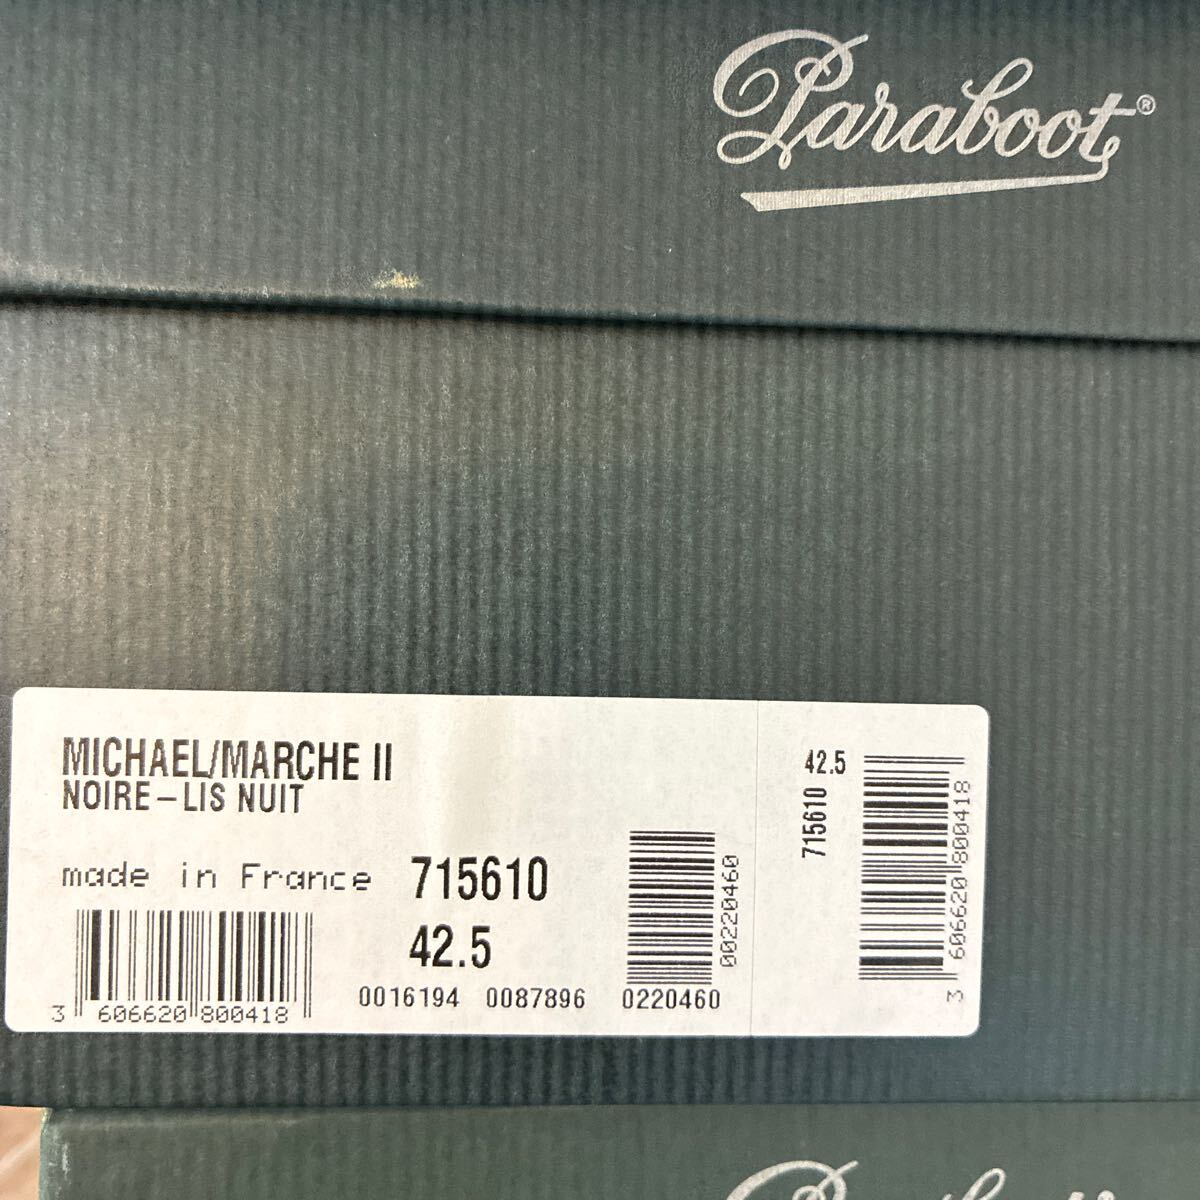 Paraboot®
MICHAEL/MARCHE II
NOIRE-LIS NUIT
made in France 715610
42.5
3 606620 800418
0016194 0087896 0220460
00220460
42.5
715610
3 606620 800418